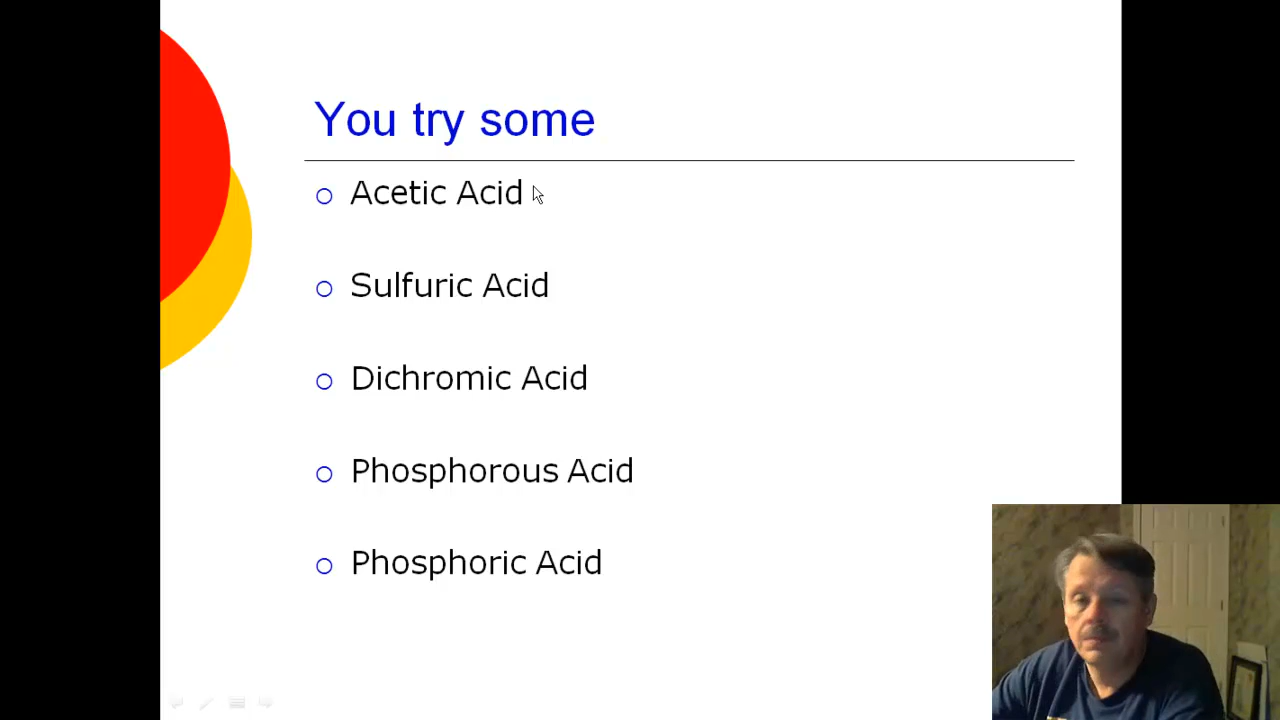 You try some
Acetic Acid
Sulfuric Acid
Dichromic Acid
Phosphorous Acid
Phosphoric Acid